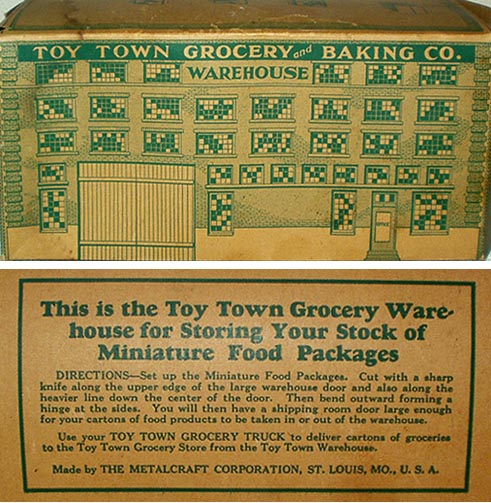 TOY TOWN GROCERY and BAKING CO.
WAREHOUSE
This is the Toy Town Grocery Ware-
house for Storing Your Stock of
Miniature Food Packages
DIRECTIONS—Set up the Miniature Food Packages. Cut with a sharp
knife along the upper edge of the large warehouse door and also along the
heavier line down the center of the door. Then bend outward forming a
hinge at the sides. You will then have a shipping room door large enough
for your cartons of food products to be taken in or out of the warehouse.
Use your TOY TOWN GROCERY TRUCK to deliver cartons of groceries
to the Toy Town Grocery Store from the Toy Town Warehouse.
Made by THE METALCRAFT CORPORATION, ST. LOUIS, MO., U. S. A.